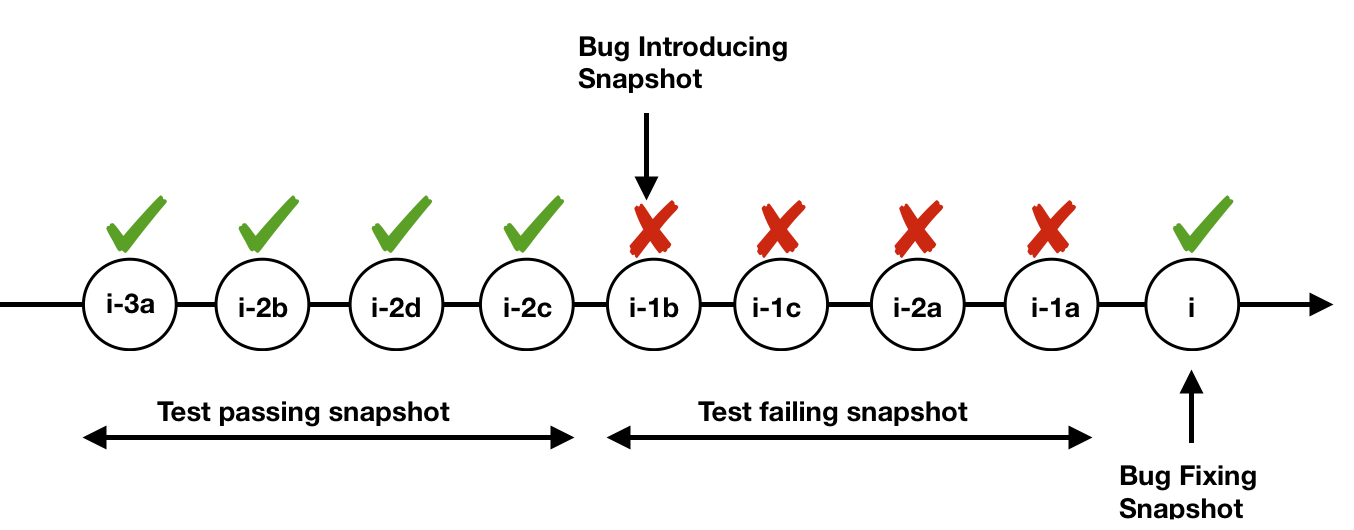 Bug Introducing
Snapshot
i-3a
i-2b
i-2d
i-2c
i-1b
i-1c
i-2a
i-1a
i
Test passing snapshot
Test failing snapshot
Bug Fixing
Snapshot